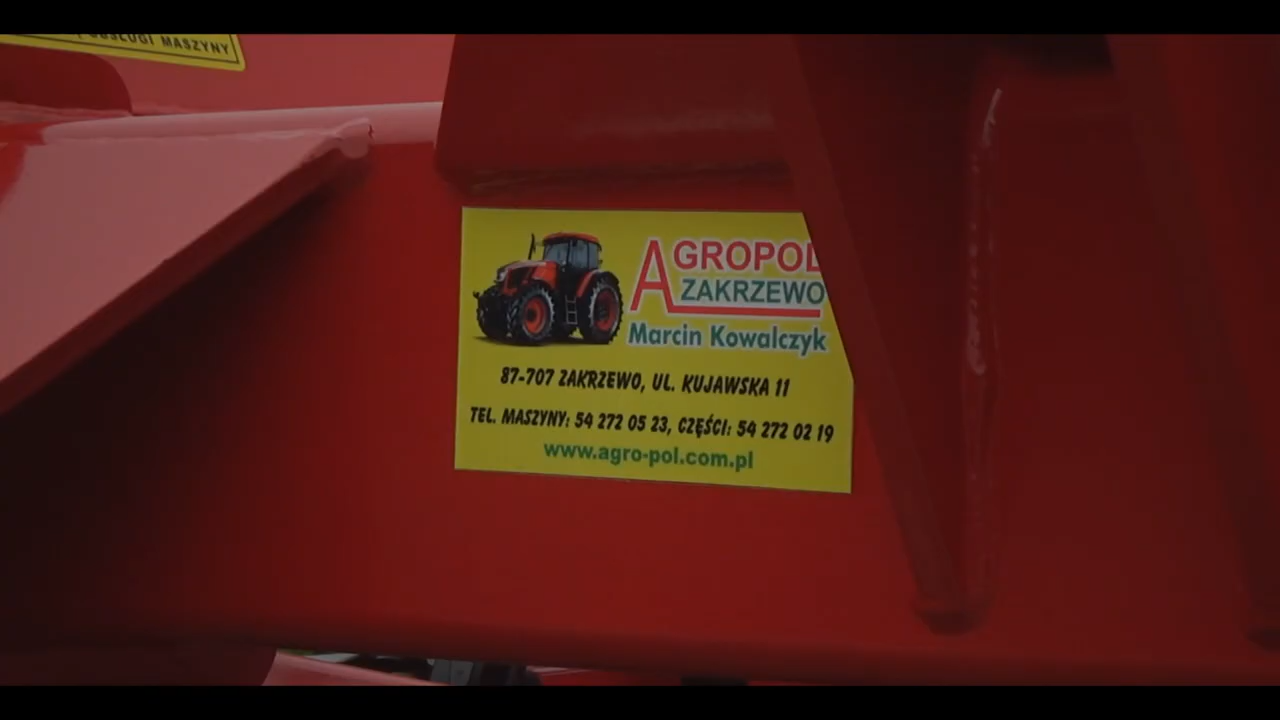 OBSŁUGI MASZYNY
AGROPOL
ZAKRZEWO
Marcin Kowalczyk
87-707 ZAKRZEWO, UL. KUJAWSKA 11
TEL. MASZYNY: 54 272 05 23, CZĘŚCI: 54 272 02 19
www.agro-pol.com.pl